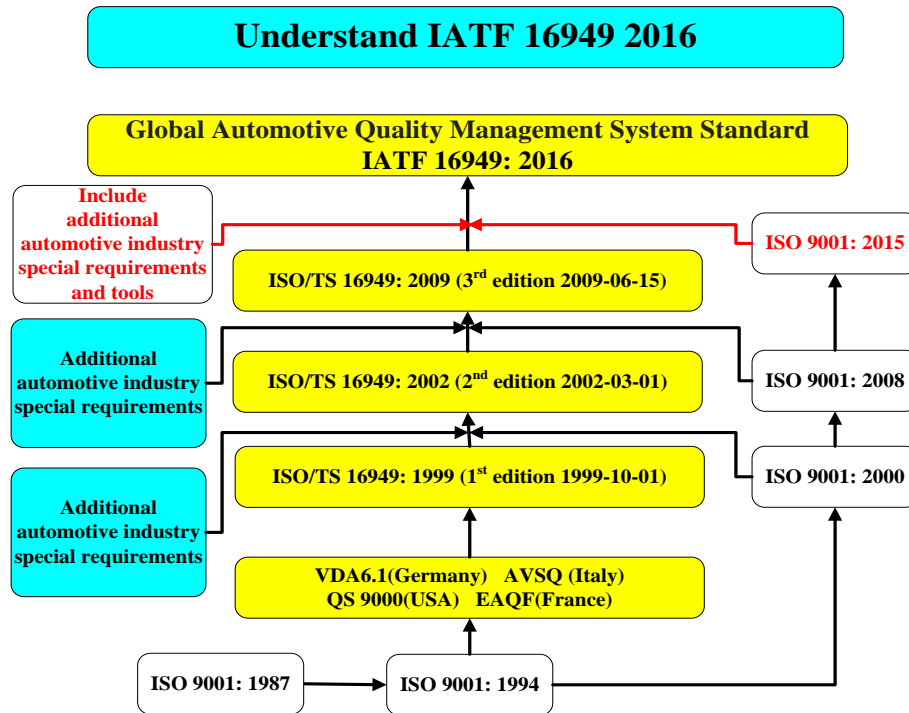 Understand IATF 16949 2016
Global Automotive Quality Management System Standard
IATF 16949: 2016
Include
additional
automotive industry
special requirements
and tools
ISO 9001: 2015
ISO/TS 16949: 2009 (3rd edition 2009-06-15)
Additional
automotive industry
special requirements
ISO/TS 16949: 2002 (2nd edition 2002-03-01)
ISO 9001: 2008
Additional
automotive industry
special requirements
ISO/TS 16949: 1999 (1st edition 1999-10-01)
ISO 9001: 2000
VDA6.1(Germany) AVSQ (Italy)
QS 9000(USA) EAQF(France)
ISO 9001: 1987
ISO 9001: 1994